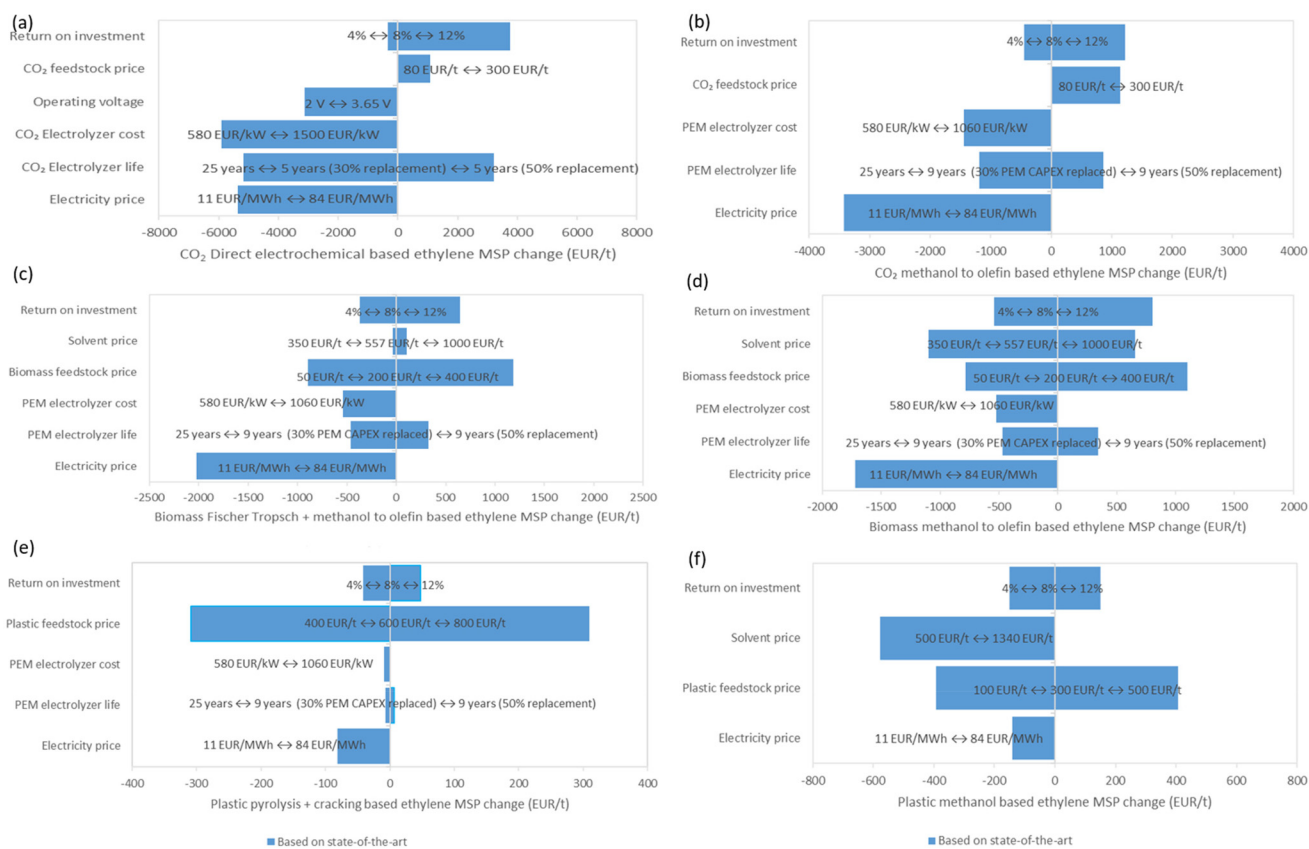 (a)
Return on investment
4% ↔ 8% ↔ 12%
CO₂ feedstock price
80 EUR/t ↔ 300 EUR/t
Operating voltage
2 V ↔ 3.65 V
CO₂ Electrolyzer cost
580 EUR/kW ↔ 1500 EUR/kW
CO₂ Electrolyzer life
25 years ↔ 5 years (30% replacement) ↔ 5 years (50% replacement)
Electricity price
11 EUR/MWh ↔ 84 EUR/MWh
-8000 -6000 -4000 -2000 0 2000 4000 6000 8000
CO₂ Direct electrochemical based ethylene MSP change (EUR/t)
(b)
Return on investment
4% ↔ 8% ↔ 12%
CO₂ feedstock price
80 EUR/t ↔ 300 EUR/t
PEM electrolyzer cost
580 EUR/kW ↔ 1060 EUR/kW
PEM electrolyzer life
25 years ↔ 9 years (30% PEM CAPEX replaced) ↔ 9 years (50% replacement)
Electricity price
11 EUR/MWh ↔ 84 EUR/MWh
-4000 -3000 -2000 -1000 0 1000 2000 3000 4000
CO₂ methanol to olefin based ethylene MSP change (EUR/t)
(c)
Return on investment
4% ↔ 8% ↔ 12%
Solvent price
350 EUR/t ↔ 557 EUR/t ↔ 1000 EUR/t
Biomass feedstock price
50 EUR/t ↔ 200 EUR/t ↔ 400 EUR/t
PEM electrolyzer cost
580 EUR/kW ↔ 1060 EUR/kW
PEM electrolyzer life
25 years ↔ 9 years (30% PEM CAPEX replaced) ↔ 9 years (50% replacement)
Electricity price
11 EUR/MWh ↔ 84 EUR/MWh
-2500 -2000 -1500 -1000 -500 0 500 1000 1500 2000 2500
Biomass Fischer Tropsch + methanol to olefin based ethylene MSP change (EUR/t)
(d)
Return on investment
4% ↔ 8% ↔ 12%
Solvent price
350 EUR/t ↔ 557 EUR/t ↔ 1000 EUR/t
Biomass feedstock price
50 EUR/t ↔ 200 EUR/t ↔ 400 EUR/t
PEM electrolyzer cost
580 EUR/kW ↔ 1060 EUR/kW
PEM electrolyzer life
25 years ↔ 9 years (30% PEM CAPEX replaced) ↔ 9 years (50% replacement)
Electricity price
11 EUR/MWh ↔ 84 EUR/MWh
-2000 -1500 -1000 -500 0 500 1000 1500 2000
Biomass methanol to olefin based ethylene MSP change (EUR/t)
(e)
Return on investment
4% ↔ 8% ↔ 12%
Plastic feedstock price
400 EUR/t ↔ 600 EUR/t ↔ 800 EUR/t
PEM electrolyzer cost
580 EUR/kW ↔ 1060 EUR/kW
PEM electrolyzer life
25 years ↔ 9 years (30% PEM CAPEX replaced) ↔ 9 years (50% replacement)
Electricity price
11 EUR/MWh ↔ 84 EUR/MWh
-400 -300 -200 -100 0 100 200 300 400
Plastic pyrolysis + cracking based ethylene MSP change (EUR/t)
Based on state-of-the-art
(f)
Return on investment
4% ↔ 8% ↔ 12%
Solvent price
500 EUR/t ↔ 1340 EUR/t
Plastic feedstock price
100 EUR/t ↔ 300 EUR/t ↔ 500 EUR/t
Electricity price
11 EUR/MWh ↔ 84 EUR/MWh
-800 -600 -400 -200 0 200 400 600 800
Plastic methanol based ethylene MSP change (EUR/t)
Based on state-of-the-art